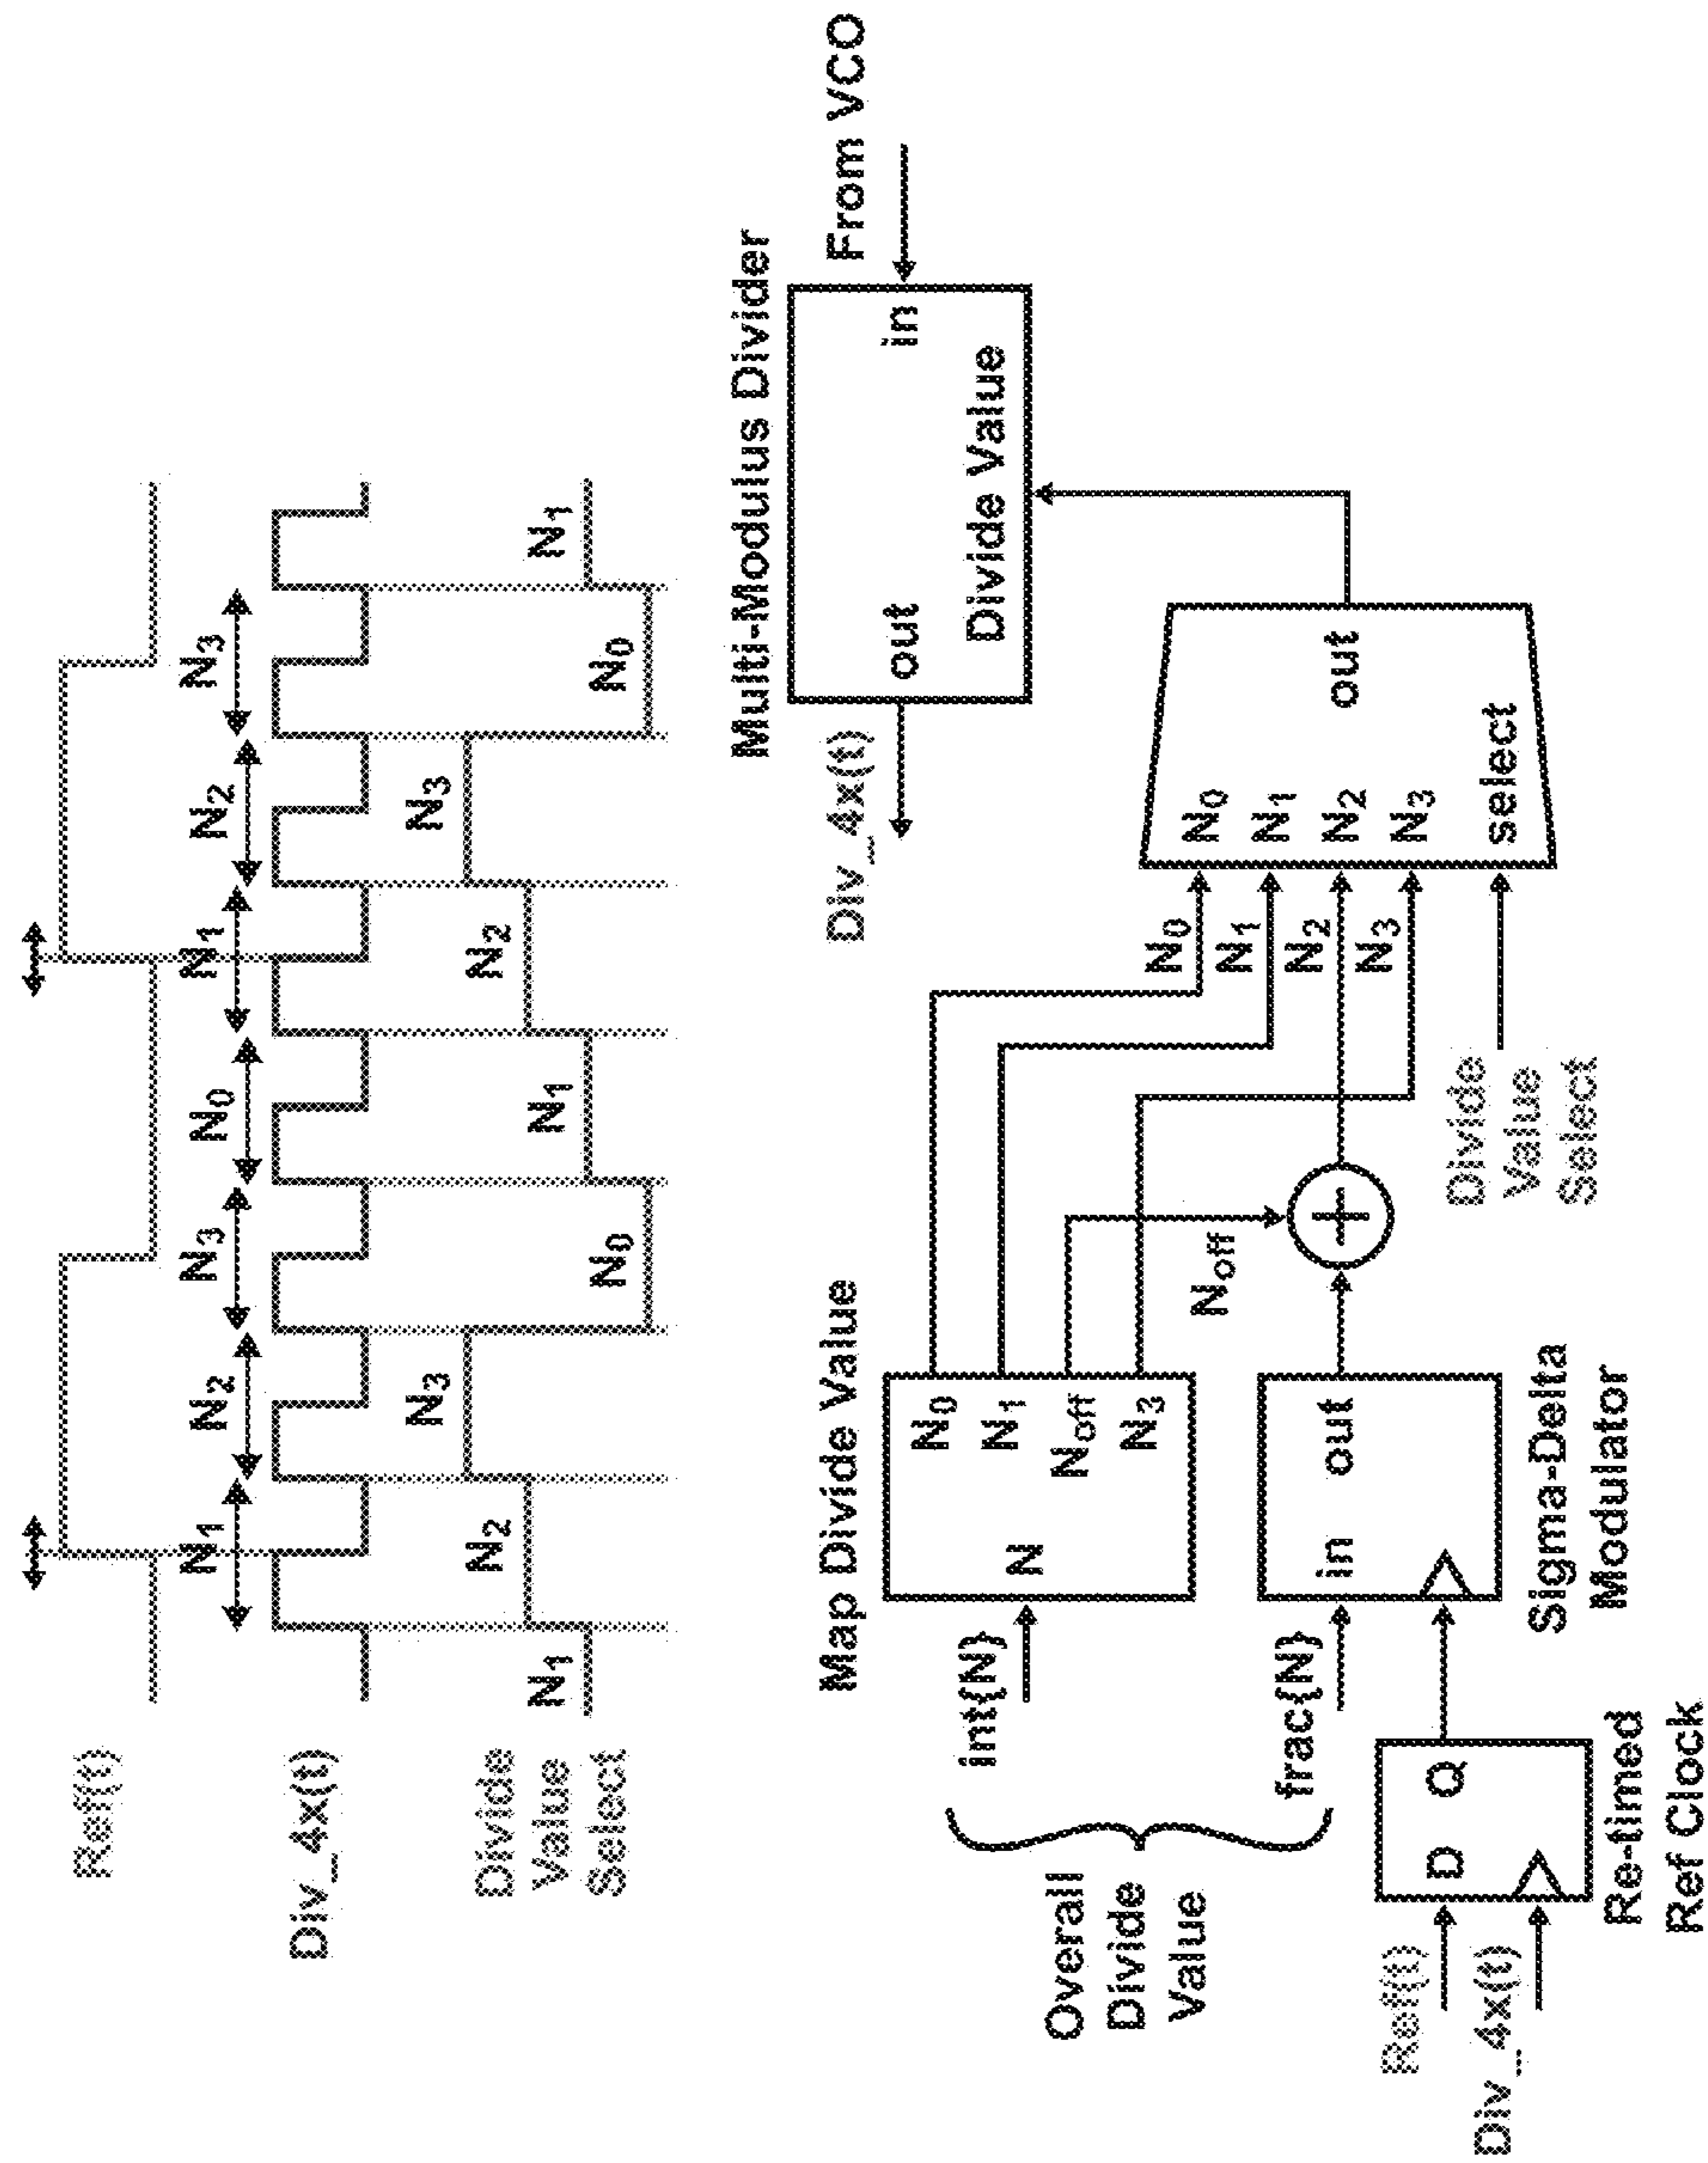 Ref(t)
N1
N2
N3
N0
N1
N2
N3
Div_4x(t)
Divide
Value
Select
N1
N2
N3
N0
N1
N2
N3
N0
N1
Multi-Modulus Divider
Div_4x(t)
out
in
From VCO
Divide Value
Map Divide Value
int{N}
N
N0
N1
Noff
N3
Overall
Divide
Value
frac{N}
in
out
Sigma-Delta
Modulator
Noff
N0
N1
N2
N3
N0
N1
N2
N3
out
select
Divide
Value
Select
Ref(t)
Div_4x(t)
D
Q
Re-timed
Ref Clock